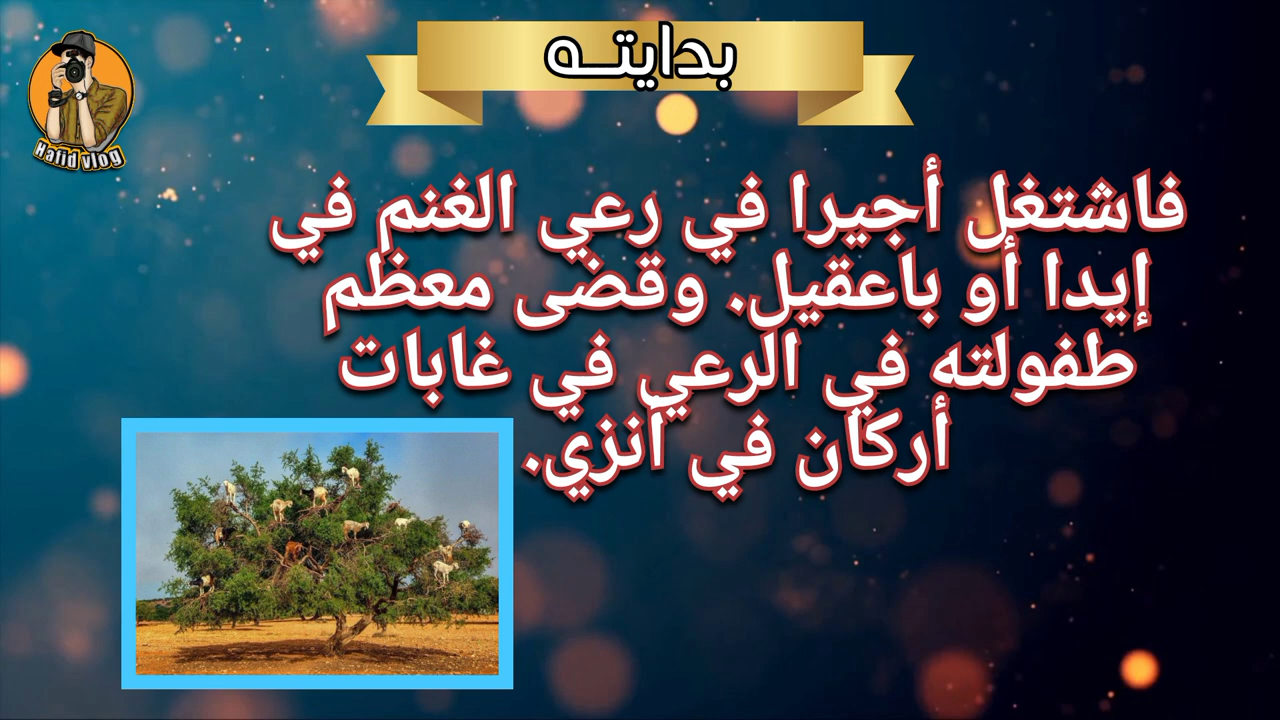 بدايته
Hafid vlog
فاشتغل أجيرا في رعي الغنم في
إيدا أو باعقيل. وقضى معظم
طفولته في الرعي في غابات
أركان في أنزي.